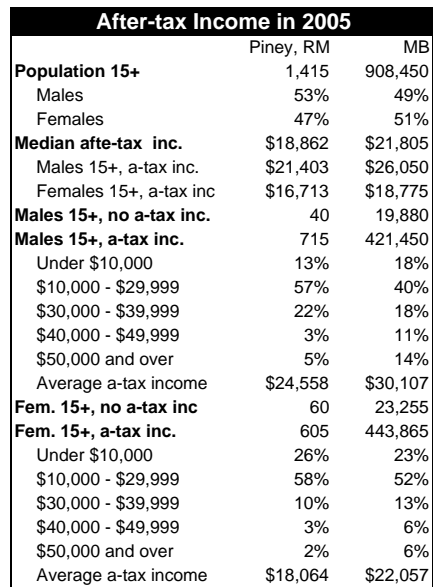 After-tax Income in 2005
Piney, RM MB
Population 15+ 1,415 908,450
Males 53% 49%
Females 47% 51%
Median afte-tax inc. $18,862 $21,805
Males 15+, a-tax inc. $21,403 $26,050
Females 15+, a-tax inc $16,713 $18,775
Males 15+, no a-tax inc. 40 19,880
Males 15+, a-tax inc. 715 421,450
Under $10,000 13% 18%
$10,000 - $29,999 57% 40%
$30,000 - $39,999 22% 18%
$40,000 - $49,999 3% 11%
$50,000 and over 5% 14%
Average a-tax income $24,558 $30,107
Fem. 15+, no a-tax inc 60 23,255
Fem. 15+, a-tax inc. 605 443,865
Under $10,000 26% 23%
$10,000 - $29,999 58% 52%
$30,000 - $39,999 10% 13%
$40,000 - $49,999 3% 6%
$50,000 and over 2% 6%
Average a-tax income $18,064 $22,057